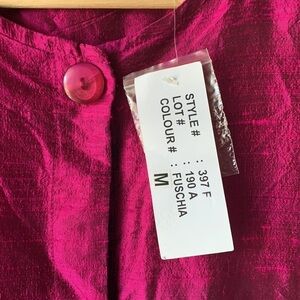 STYLE # : 397 F
LOT # : 190 A
COLOUR # : FUSCHIA
M